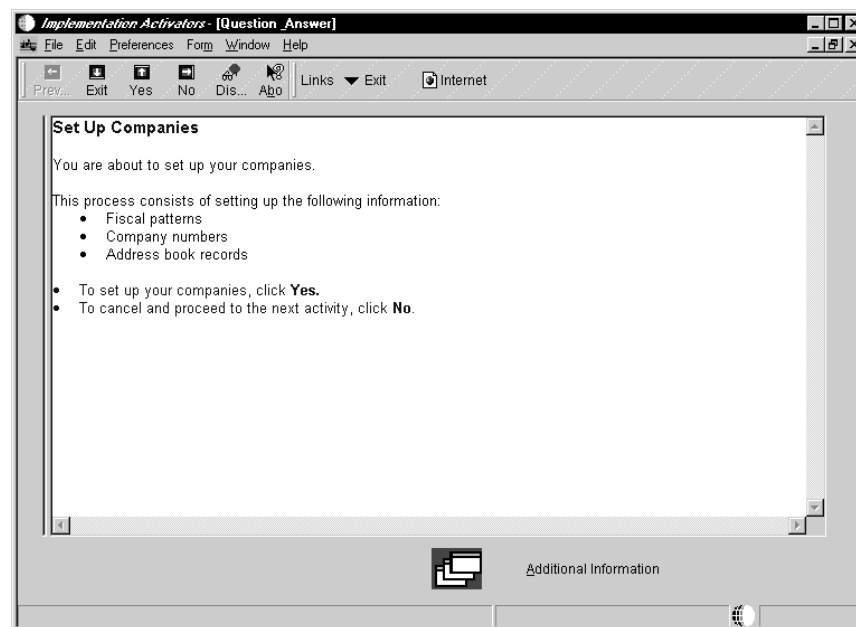 Implementation Activators - [Question_Answer]
File Edit Preferences Form Window Help
Prev... Exit Yes No Dis... Abo Links Exit Internet
Set Up Companies
You are about to set up your companies.
This process consists of setting up the following information:
• Fiscal patterns
• Company numbers
• Address book records
• To set up your companies, click Yes.
• To cancel and proceed to the next activity, click No.
Additional Information